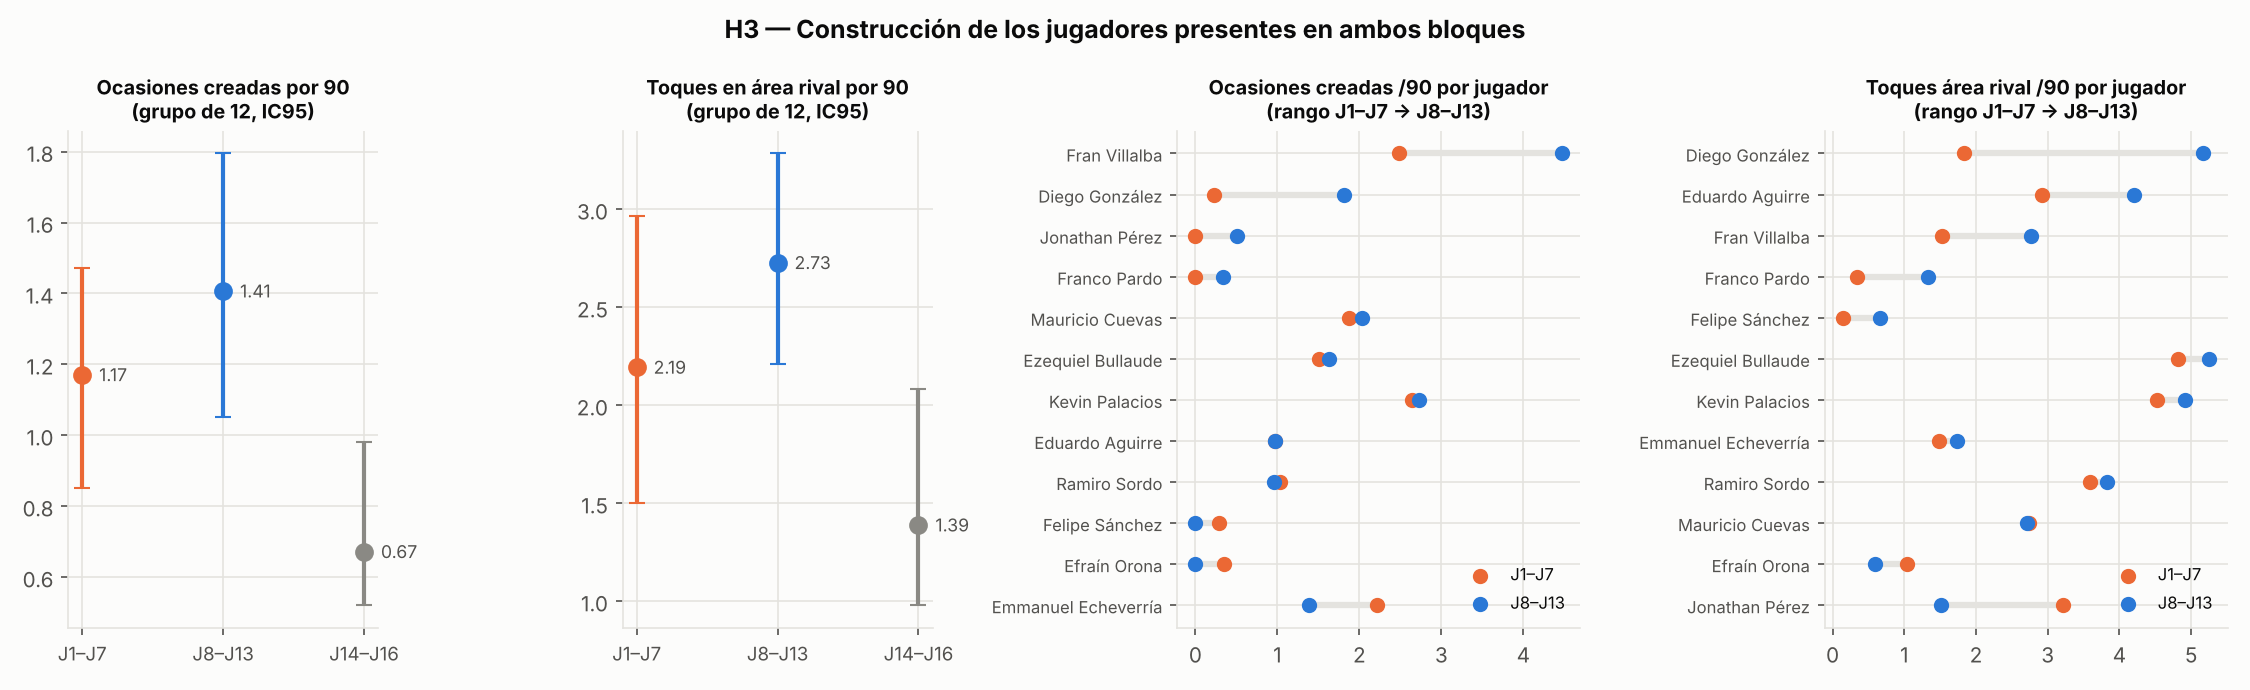 H3 — Construcción de los jugadores presentes en ambos bloques
Ocasiones creadas por 90
(grupo de 12, IC95)
1.8
1.6
1.4
1.2
1.0
0.8
0.6
1.17
1.41
0.67
J1–J7
J8–J13
J14–J16
Toques en área rival por 90
(grupo de 12, IC95)
3.0
2.5
2.0
1.5
1.0
2.19
2.73
1.39
J1–J7
J8–J13
J14–J16
Ocasiones creadas /90 por jugador
(rango J1–J7 → J8–J13)
Fran Villalba
Diego González
Jonathan Pérez
Franco Pardo
Mauricio Cuevas
Ezequiel Bullaude
Kevin Palacios
Eduardo Aguirre
Ramiro Sordo
Felipe Sánchez
Efraín Orona
Emmanuel Echeverría
J1–J7
J8–J13
0
1
2
3
4
Toques área rival /90 por jugador
(rango J1–J7 → J8–J13)
Diego González
Eduardo Aguirre
Fran Villalba
Franco Pardo
Felipe Sánchez
Ezequiel Bullaude
Kevin Palacios
Emmanuel Echeverría
Ramiro Sordo
Mauricio Cuevas
Efraín Orona
Jonathan Pérez
J1–J7
J8–J13
0
1
2
3
4
5